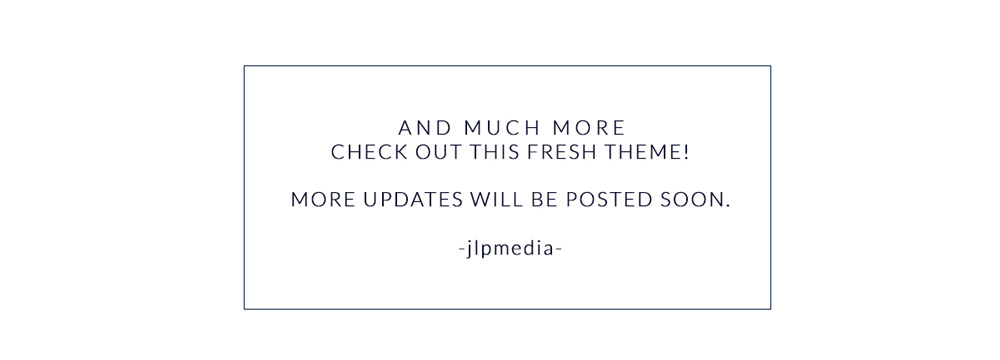 AND MUCH MORE
CHECK OUT THIS FRESH THEME!
MORE UPDATES WILL BE POSTED SOON.
-jlpmedia-